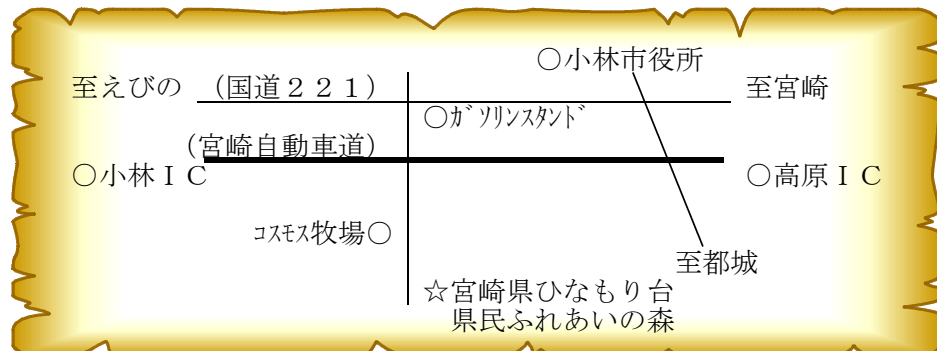 ○小林市役所
至えびの （国道２２１） 至宮崎
○ｶﾞｿﾘﾝｽﾀﾝﾄﾞ
（宮崎自動車道）
○小林ＩＣ ○高原ＩＣ
ｺｽﾓｽ牧場○
至都城
☆宮崎県ひなもり台
県民ふれあいの森